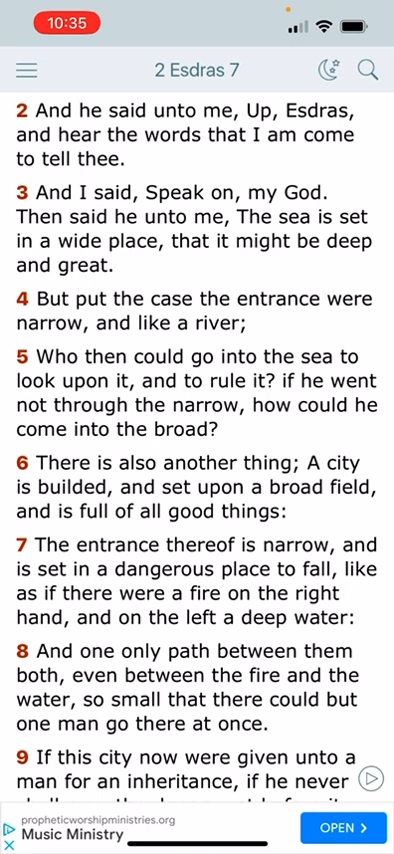 10:35
2 Esdras 7
2 And he said unto me, Up, Esdras,
and hear the words that I am come
to tell thee.
3 And I said, Speak on, my God.
Then said he unto me, The sea is set
in a wide place, that it might be deep
and great.
4 But put the case the entrance were
narrow, and like a river;
5 Who then could go into the sea to
look upon it, and to rule it? if he went
not through the narrow, how could he
come into the broad?
6 There is also another thing; A city
is builded, and set upon a broad field,
and is full of all good things:
7 The entrance thereof is narrow, and
is set in a dangerous place to fall, like
as if there were a fire on the right
hand, and on the left a deep water:
8 And one only path between them
both, even between the fire and the
water, so small that there could but
one man go there at once.
9 If this city now were given unto a
man for an inheritance, if he never
propheticworshipministries.org
Music Ministry
OPEN